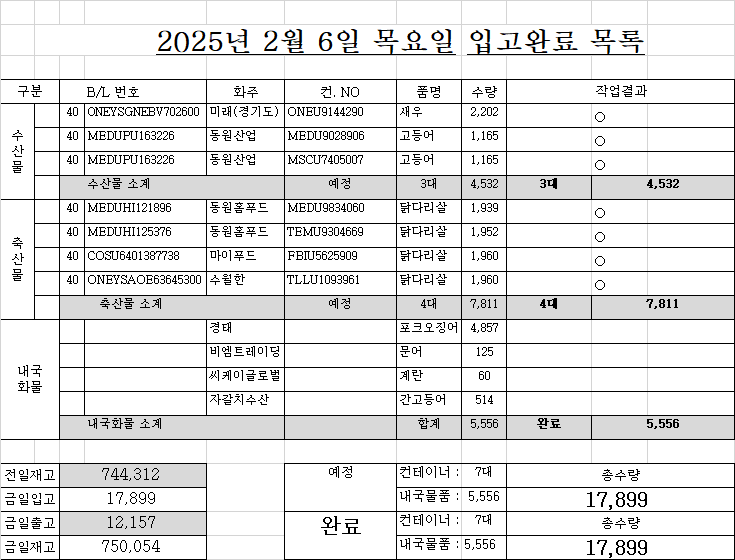 2025년 2월 6일 목요일 입고완료 목록
구분 B/L 번호 화주 컨. NO 품명 수량 작업결과
수산물
40 ONEYSGNEBV702600 미래(경기도) ONEU9144290 새우 2,202 ○
40 MEDUPU163226 동원산업 MEDU9028906 고등어 1,165 ○
40 MEDUPU163226 동원산업 MSCU7405007 고등어 1,165 ○
수산물 소계 예정 3대 4,532 3대 4,532
축산물
40 MEDUHI121896 동원홈푸드 MEDU9834060 닭다리살 1,939 ○
40 MEDUHI125376 동원홈푸드 TEMU9304669 닭다리살 1,952 ○
40 COSU6401387738 마이푸드 FBIU5625909 닭다리살 1,960 ○
40 ONEYSAOE63645300 수월한 TLLU1093961 닭다리살 1,960 ○
축산물 소계 예정 4대 7,811 4대 7,811
내국화물
경태 포크오징어 4,857
비엠트레이딩 문어 125
씨케이글로벌 계란 60
자갈치수산 간고등어 514
내국화물 소계 합계 5,556 완료 5,556
전일재고 744,312 예정 컨테이너 : 7대 총수량
금일입고 17,899 내국물품 : 5,556 17,899
금일출고 12,157 완료 컨테이너 : 7대 총수량
금일재고 750,054 내국물품 : 5,556 17,899